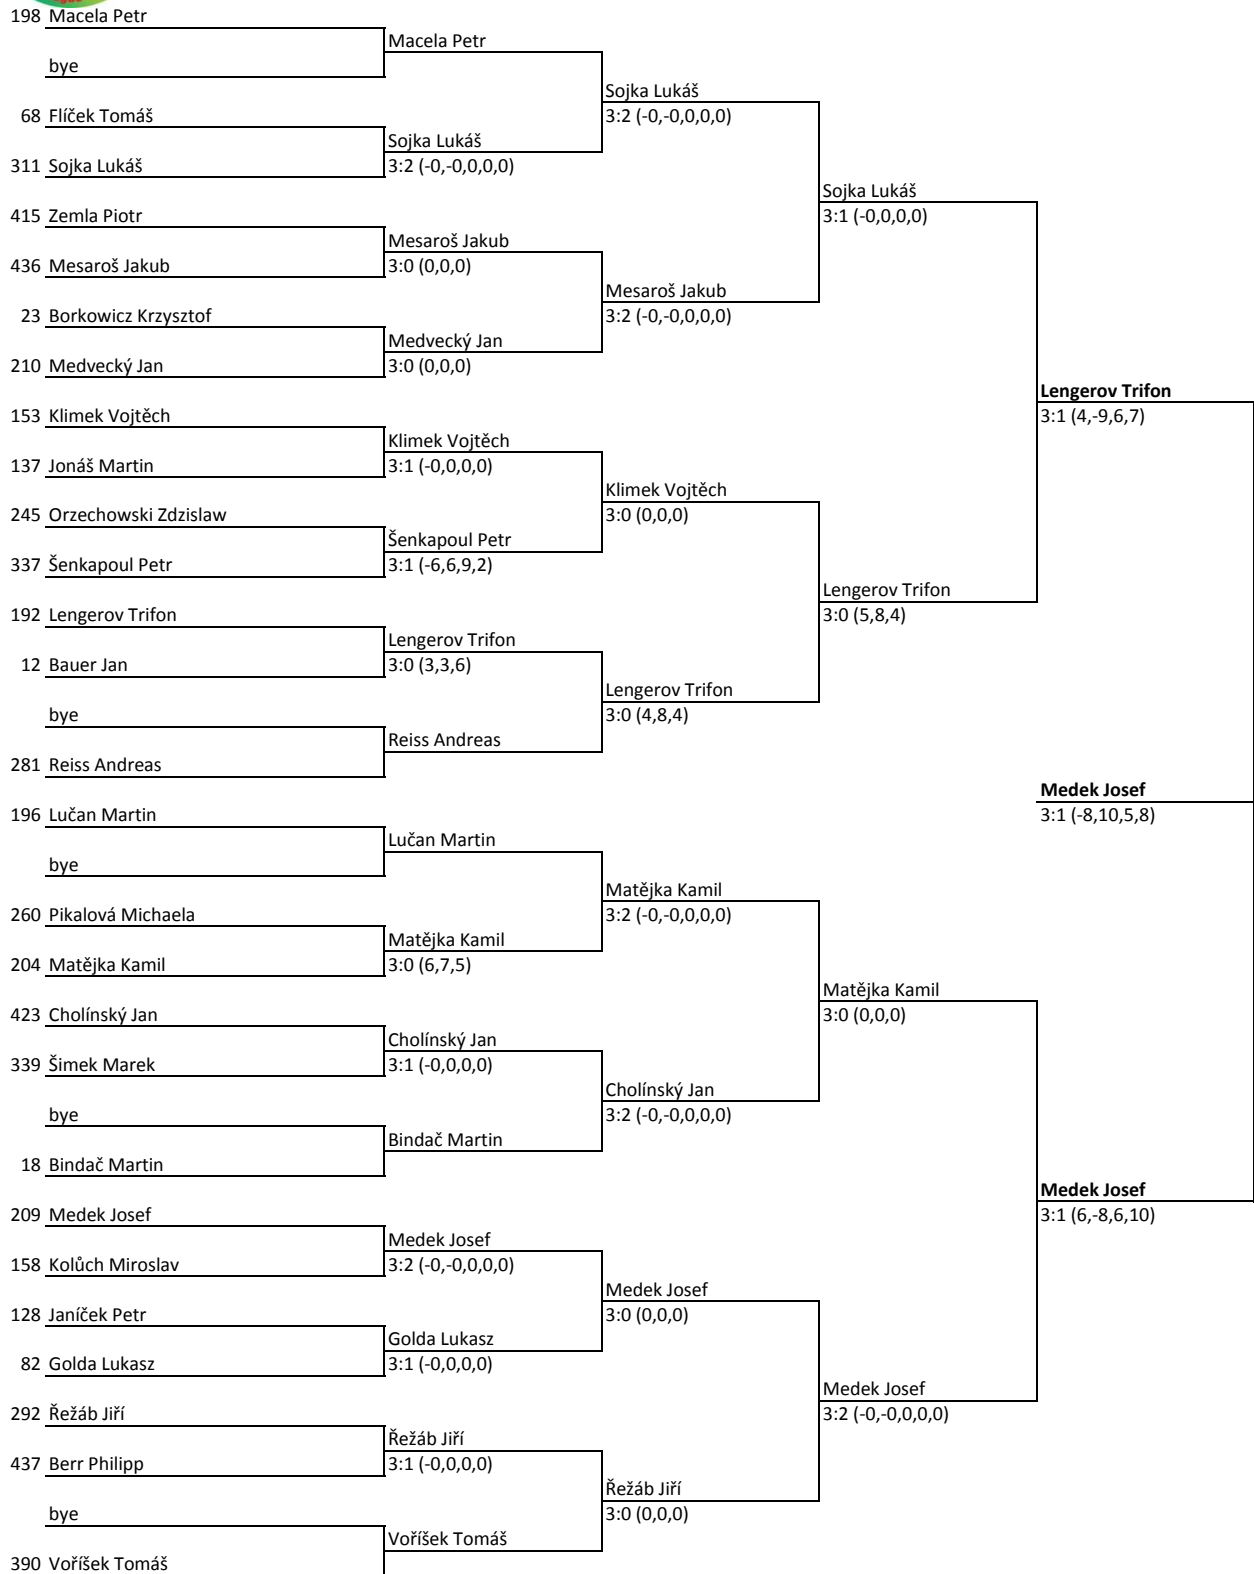 198 Macela Petr
Macela Petr
bye
Sojka Lukáš
68 Flíček Tomáš
3:2 (-0,-0,0,0,0)
Sojka Lukáš
311 Sojka Lukáš
3:2 (-0,-0,0,0,0)
Sojka Lukáš
415 Zemla Piotr
3:1 (-0,0,0,0)
Mesaroš Jakub
436 Mesaroš Jakub
3:0 (0,0,0)
Mesaroš Jakub
23 Borkowicz Krzysztof
3:2 (-0,-0,0,0,0)
Medvecký Jan
210 Medvecký Jan
3:0 (0,0,0)
Lengerov Trifon
153 Klimek Vojtěch
3:1 (4,-9,6,7)
Klimek Vojtěch
137 Jonáš Martin
3:1 (-0,0,0,0)
Klimek Vojtěch
245 Orzechowski Zdzislaw
3:0 (0,0,0)
Šenkapoul Petr
337 Šenkapoul Petr
3:1 (-6,6,9,2)
Lengerov Trifon
192 Lengerov Trifon
3:0 (5,8,4)
Lengerov Trifon
12 Bauer Jan
3:0 (3,3,6)
Lengerov Trifon
bye
3:0 (4,8,4)
Reiss Andreas
281 Reiss Andreas
Medek Josef
196 Lučan Martin
3:1 (-8,10,5,8)
Lučan Martin
bye
Matějka Kamil
260 Pikalová Michaela
3:2 (-0,-0,0,0,0)
Matějka Kamil
204 Matějka Kamil
3:0 (6,7,5)
Matějka Kamil
423 Cholínský Jan
3:0 (0,0,0)
Cholínský Jan
339 Šimek Marek
3:1 (-0,0,0,0)
Cholínský Jan
bye
3:2 (-0,-0,0,0,0)
Bindač Martin
18 Bindač Martin
Medek Josef
209 Medek Josef
3:1 (6,-8,6,10)
Medek Josef
158 Kolůch Miroslav
3:2 (-0,-0,0,0,0)
Medek Josef
128 Janíček Petr
3:0 (0,0,0)
Golda Lukasz
82 Golda Lukasz
3:1 (-0,0,0,0)
Medek Josef
292 Řežáb Jiří
3:2 (-0,-0,0,0,0)
Řežáb Jiří
437 Berr Philipp
3:1 (-0,0,0,0)
Řežáb Jiří
bye
3:0 (0,0,0)
Voříšek Tomáš
390 Voříšek Tomáš